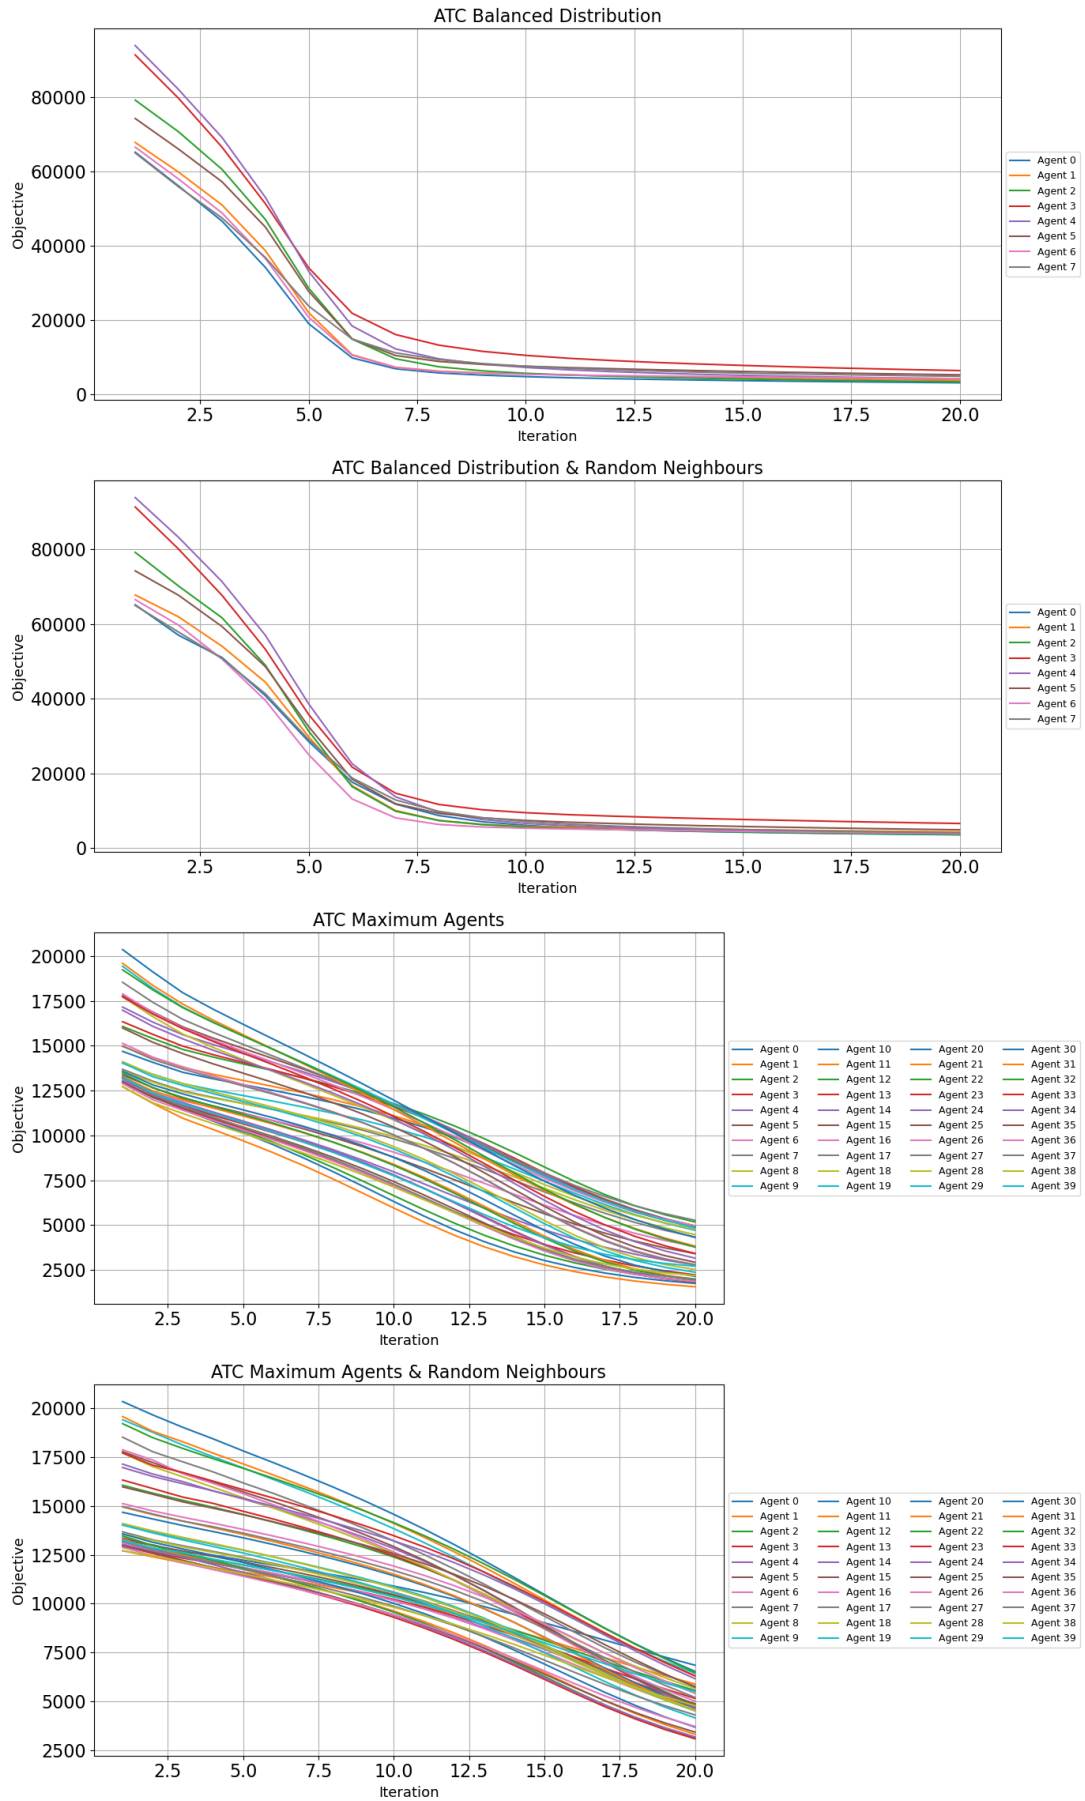 ATC Balanced Distribution
80000
60000
40000
20000
0
Objective
2.5 5.0 7.5 10.0 12.5 15.0 17.5 20.0
Iteration
Agent 0
Agent 1
Agent 2
Agent 3
Agent 4
Agent 5
Agent 6
Agent 7
ATC Balanced Distribution & Random Neighbours
80000
60000
40000
20000
0
Objective
2.5 5.0 7.5 10.0 12.5 15.0 17.5 20.0
Iteration
Agent 0
Agent 1
Agent 2
Agent 3
Agent 4
Agent 5
Agent 6
Agent 7
ATC Maximum Agents
20000
17500
15000
12500
10000
7500
5000
2500
Objective
2.5 5.0 7.5 10.0 12.5 15.0 17.5 20.0
Iteration
Agent 0 Agent 10 Agent 20 Agent 30
Agent 1 Agent 11 Agent 21 Agent 31
Agent 2 Agent 12 Agent 22 Agent 32
Agent 3 Agent 13 Agent 23 Agent 33
Agent 4 Agent 14 Agent 24 Agent 34
Agent 5 Agent 15 Agent 25 Agent 35
Agent 6 Agent 16 Agent 26 Agent 36
Agent 7 Agent 17 Agent 27 Agent 37
Agent 8 Agent 18 Agent 28 Agent 38
Agent 9 Agent 19 Agent 29 Agent 39
ATC Maximum Agents & Random Neighbours
20000
17500
15000
12500
10000
7500
5000
2500
Objective
2.5 5.0 7.5 10.0 12.5 15.0 17.5 20.0
Iteration
Agent 0 Agent 10 Agent 20 Agent 30
Agent 1 Agent 11 Agent 21 Agent 31
Agent 2 Agent 12 Agent 22 Agent 32
Agent 3 Agent 13 Agent 23 Agent 33
Agent 4 Agent 14 Agent 24 Agent 34
Agent 5 Agent 15 Agent 25 Agent 35
Agent 6 Agent 16 Agent 26 Agent 36
Agent 7 Agent 17 Agent 27 Agent 37
Agent 8 Agent 18 Agent 28 Agent 38
Agent 9 Agent 19 Agent 29 Agent 39